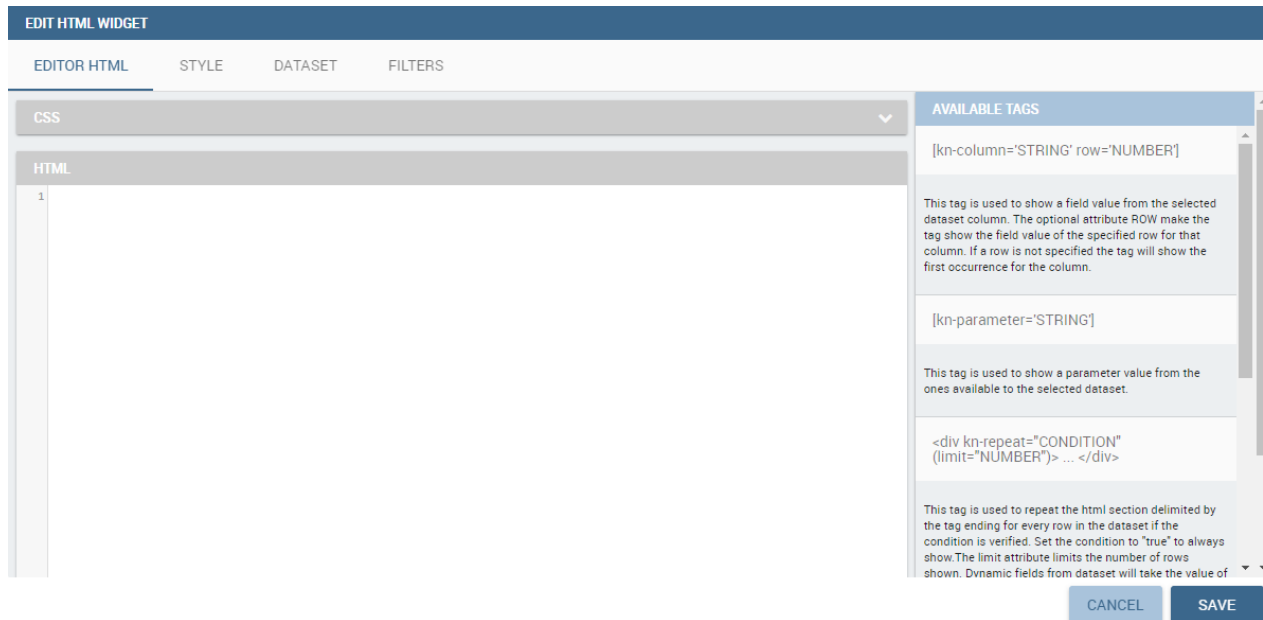 EDIT HTML WIDGET
EDITOR HTML STYLE DATASET FILTERS
CSS
HTML
1
AVAILABLE TAGS
[kn-column='STRING' row='NUMBER']
This tag is used to show a field value from the selected
dataset column. The optional attribute ROW make the
tag show the field value of the specified row for that
column. If a row is not specified the tag will show the
first occurrence for the column.
[kn-parameter='STRING']
This tag is used to show a parameter value from the
ones available to the selected dataset.
<div kn-repeat="CONDITION"
(limit="NUMBER")> ... </div>
This tag is used to repeat the html section delimited by
the tag ending for every row in the dataset if the
condition is verified. Set the condition to "true" to always
show.The limit attribute limits the number of rows
shown. Dynamic fields from dataset will take the value of
CANCEL SAVE